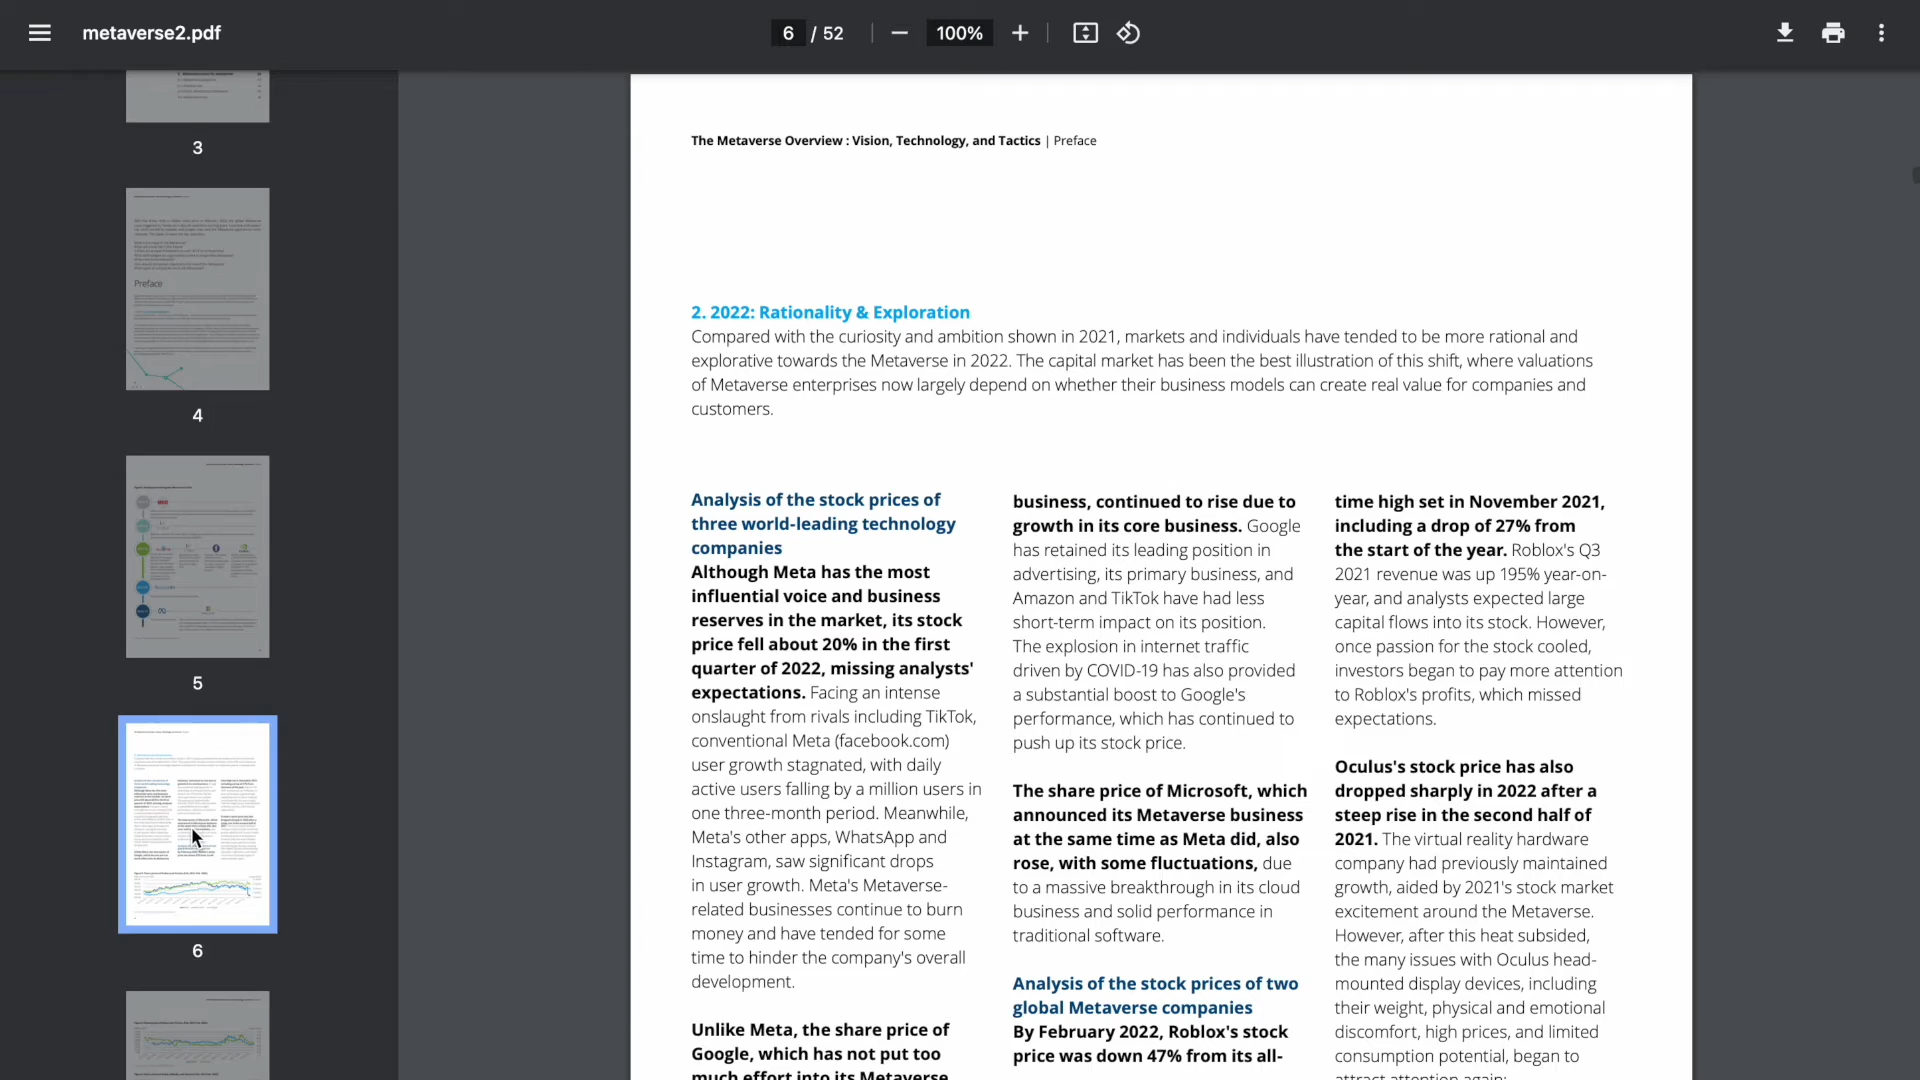 metaverse2.pdf
6 / 52
100%
3
Preface
4
5
6
The Metaverse Overview : Vision, Technology, and Tactics | Preface
2. 2022: Rationality & Exploration
Compared with the curiosity and ambition shown in 2021, markets and individuals have tended to be more rational and
explorative towards the Metaverse in 2022. The capital market has been the best illustration of this shift, where valuations
of Metaverse enterprises now largely depend on whether their business models can create real value for companies and
customers.
Analysis of the stock prices of
three world-leading technology
companies
Although Meta has the most
influential voice and business
reserves in the market, its stock
price fell about 20% in the first
quarter of 2022, missing analysts'
expectations. Facing an intense
onslaught from rivals including TikTok,
conventional Meta (facebook.com)
user growth stagnated, with daily
active users falling by a million users in
one three-month period. Meanwhile,
Meta's other apps, WhatsApp and
Instagram, saw significant drops
in user growth. Meta's Metaverse-
related businesses continue to burn
money and have tended for some
time to hinder the company's overall
development.
Unlike Meta, the share price of
Google, which has not put too
much effort into its Metaverse
business, continued to rise due to
growth in its core business. Google
has retained its leading position in
advertising, its primary business, and
Amazon and TikTok have had less
short-term impact on its position.
The explosion in internet traffic
driven by COVID-19 has also provided
a substantial boost to Google's
performance, which has continued to
push up its stock price.
The share price of Microsoft, which
announced its Metaverse business
at the same time as Meta did, also
rose, with some fluctuations, due
to a massive breakthrough in its cloud
business and solid performance in
traditional software.
Analysis of the stock prices of two
global Metaverse companies
By February 2022, Roblox's stock
price was down 47% from its all-
time high set in November 2021,
including a drop of 27% from
the start of the year. Roblox's Q3
2021 revenue was up 195% year-on-
year, and analysts expected large
capital flows into its stock. However,
once passion for the stock cooled,
investors began to pay more attention
to Roblox's profits, which missed
expectations.
Oculus's stock price has also
dropped sharply in 2022 after a
steep rise in the second half of
2021. The virtual reality hardware
company had previously maintained
growth, aided by 2021's stock market
excitement around the Metaverse.
However, after this heat subsided,
the many issues with Oculus head-
mounted display devices, including
their weight, physical and emotional
discomfort, high prices, and limited
consumption potential, began to
attract attention again;